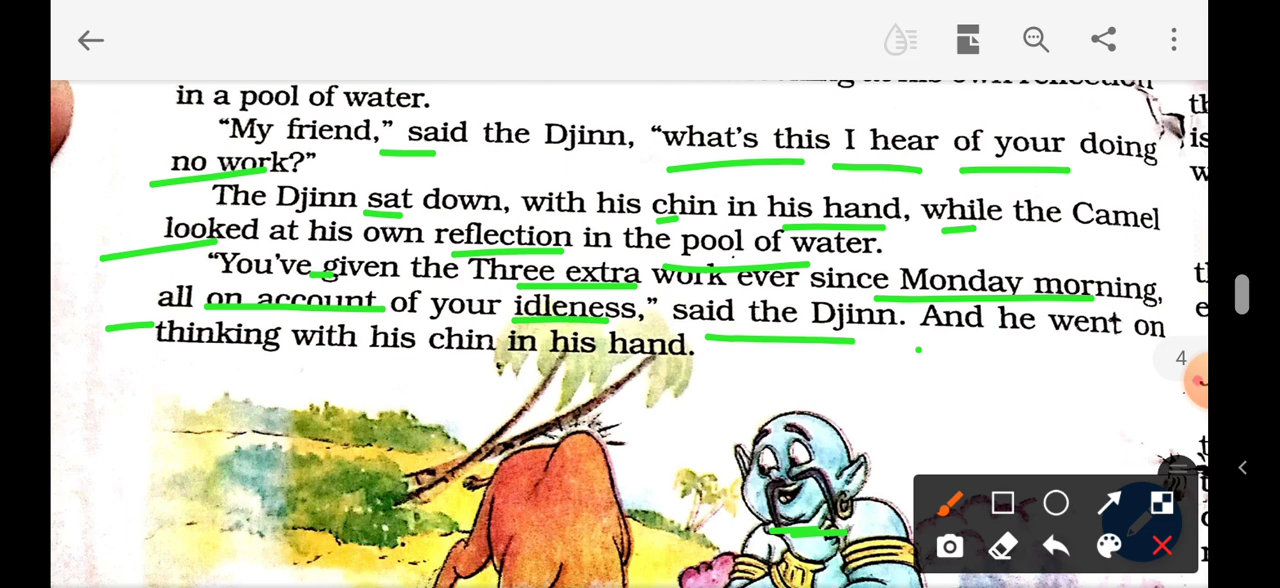 in a pool of water.
“My friend,” said the Djinn, “what's this I hear of your doing
no work?”
The Djinn sat down, with his chin in his hand, while the Camel
looked at his own reflection in the pool of water.
“You've given the Three extra work ever since Monday morning,
all on account of your idleness,” said the Djinn. And he went on
thinking with his chin in his hand.
4